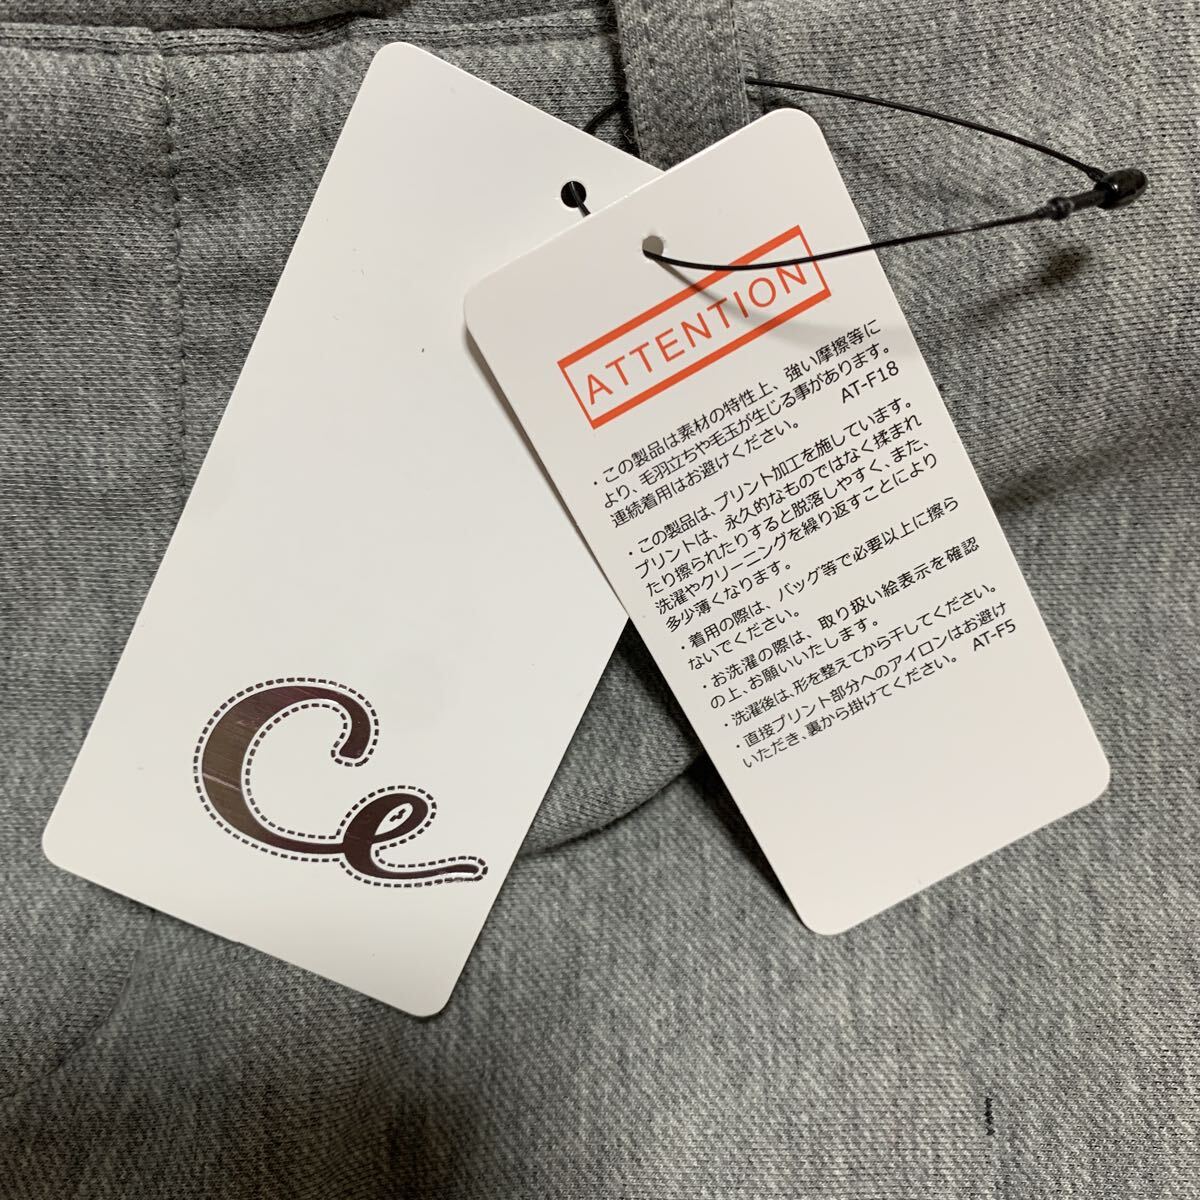 Ce
ATTENTION
・この製品は素材の特性上、強い摩擦等に
より、毛羽立ちや毛玉が生じる事があります。
連続着用はお避けください。 AT-F18
・この製品は、プリント加工を施しています。
プリントは、永久的なものではなく揉まれ
たり擦られたりすると脱落しやすく、また、
洗濯やクリーニングを繰り返すことにより
多少薄くなります。
・着用の際は、バッグ等で必要以上に擦ら
ないでください。
・お洗濯の際は、取り扱い絵表示を確認
の上、お願いいたします。
・洗濯後は、形を整えてから干してください。
・直接プリント部分へのアイロンはお避け
いただき、裏から掛けてください。 AT-F5